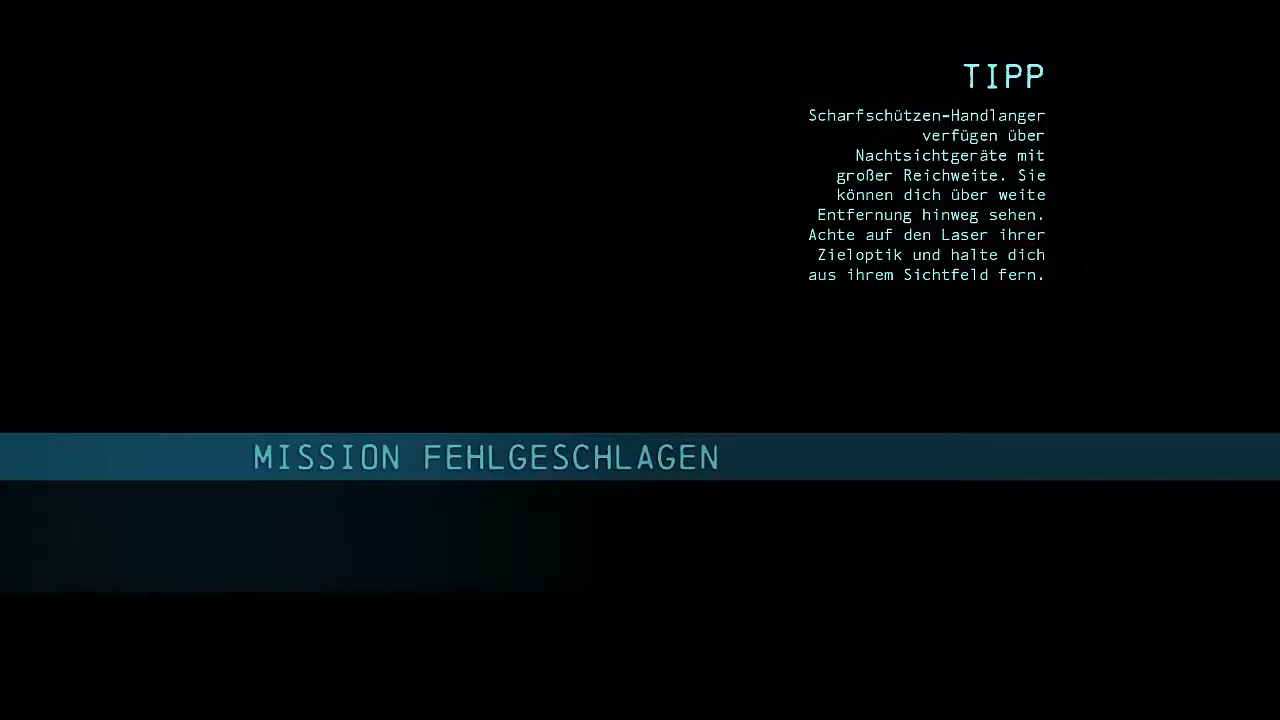 TIPP
Scharfschützen-Handlanger
verfügen über
Nachtsichtgeräte mit
großer Reichweite. Sie
können dich über weite
Entfernung hinweg sehen.
Achte auf den Laser ihrer
Zieloptik und halte dich
aus ihrem Sichtfeld fern.
MISSION FEHLGESCHLAGEN